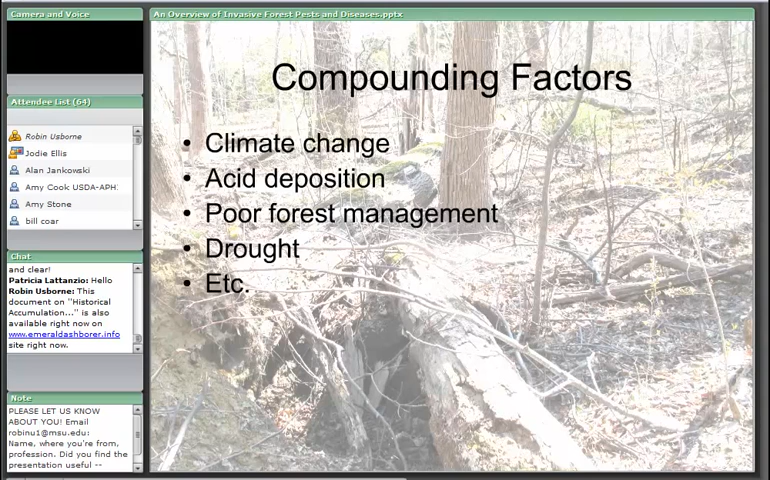 Camera and Voice
Attendee List (64)
Robin Usborne
Jodie Ellis
Alan Jankowski
Amy Cook USDA-APH:
Amy Stone
bill coar
Chat
and clear!
Patricia Lattanzio: Hello
Robin Usborne: This
document on "Historical
Accumulation..." is also
available right now on
www.emeraldashborer.info
site right now.
Note
PLEASE LET US KNOW
ABOUT YOU! Email
robinu1@msu.edu:
Name, where you're from,
profession. Did you find the
presentation useful --
An Overview of Invasive Forest Pests and Diseases.pptx
Compounding Factors
• Climate change
• Acid deposition
• Poor forest management
• Drought
• Etc.